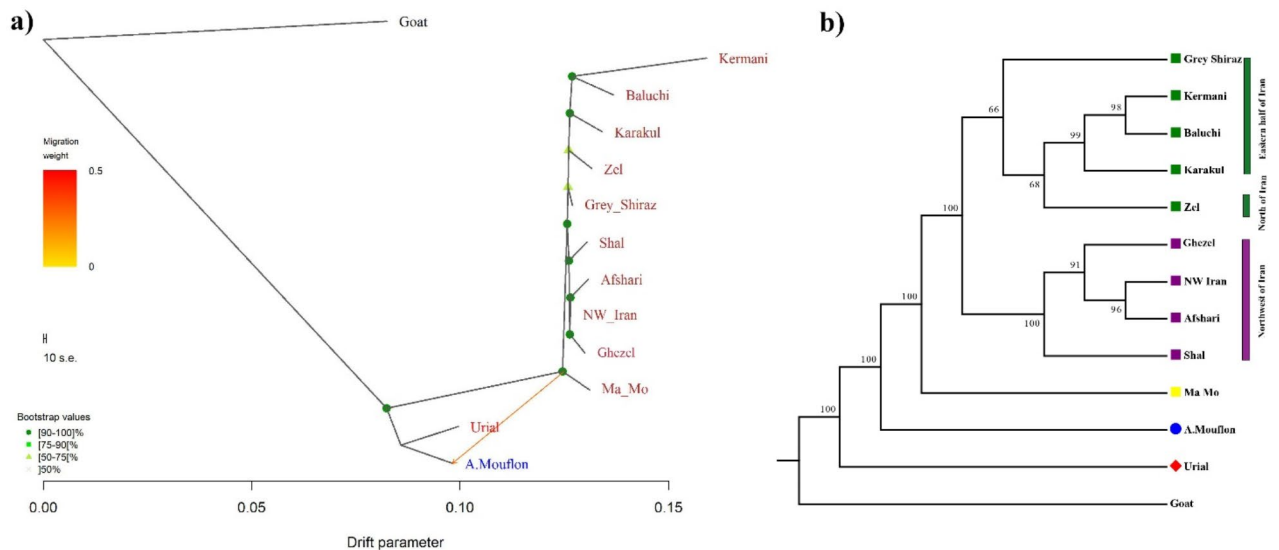 a)
Goat
Kermani
Baluchi
Karakul
Zel
Grey_Shiraz
Shal
Afshari
NW_Iran
Ghezel
Ma_Mo
Urial
A.Mouflon
Migration
weight
0.5
0
10 s.e.
Bootstrap values
[90-100]%
[75-90[%
[50-75[%
]50%
0.00
0.05
0.10
0.15
Drift parameter
b)
Grey Shiraz
Kermani
Baluchi
Karakul
Zel
Ghezel
NW Iran
Afshari
Shal
Ma Mo
A.Mouflon
Urial
Goat
66
98
99
68
100
91
96
100
100
100
100
Eastern half of Iran
North of Iran
Northwest of Iran